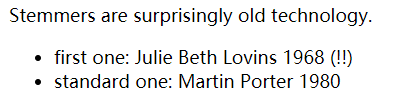 Stemmers are surprisingly old technology.
• first one: Julie Beth Lovins 1968 (!!)
• standard one: Martin Porter 1980